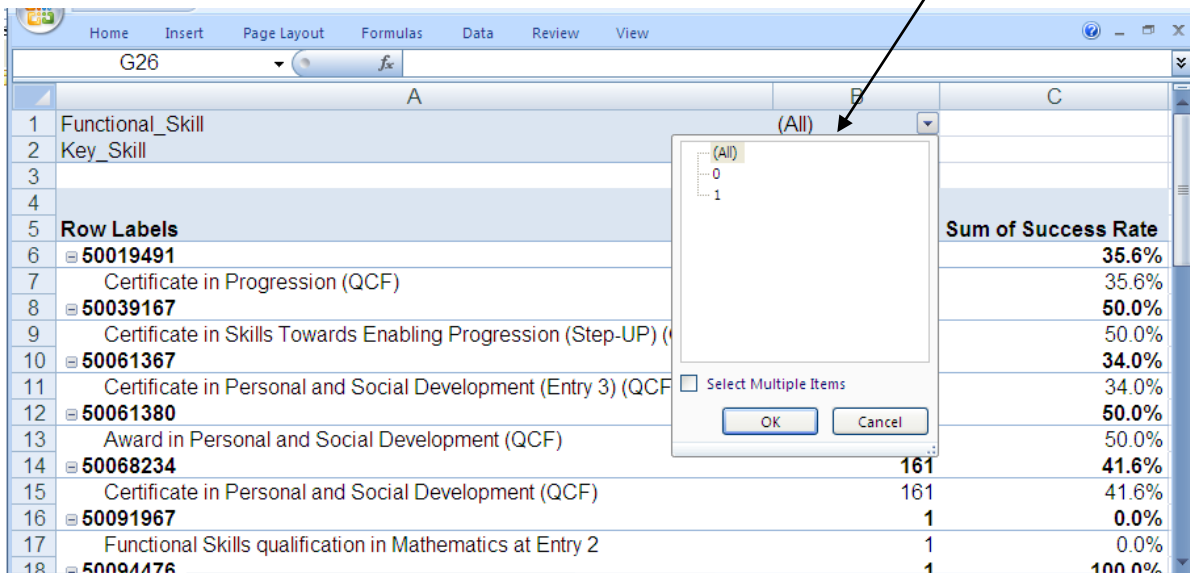 Home Insert Page Layout Formulas Data Review View
G26 fx
A B C
1 Functional_Skill (All)
2 Key_Skill
(All)
0
1
3
4
5 Row Labels Sum of Success Rate
6 50019491 35.6%
7 Certificate in Progression (QCF) 35.6%
8 50039167 50.0%
9 Certificate in Skills Towards Enabling Progression (Step-UP) ( 50.0%
10 50061367 34.0%
11 Certificate in Personal and Social Development (Entry 3) (QCF 34.0%
Select Multiple Items
12 50061380 50.0%
OK Cancel
13 Award in Personal and Social Development (QCF) 50.0%
14 50068234 161 41.6%
15 Certificate in Personal and Social Development (QCF) 161 41.6%
16 50091967 1 0.0%
17 Functional Skills qualification in Mathematics at Entry 2 1 0.0%
18 50094476 1 100.0%